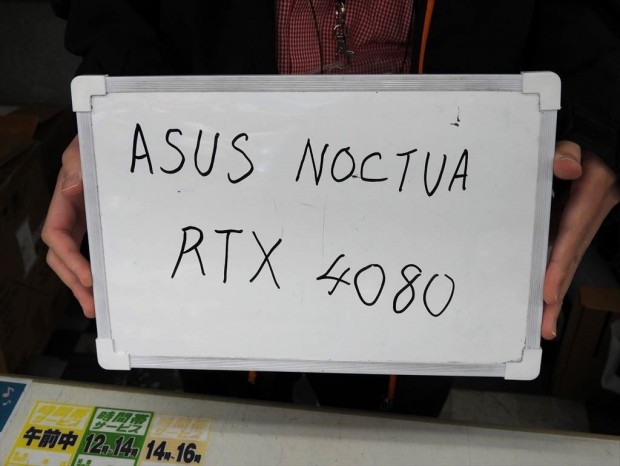 ASUS NOCTUA
RTX 4080
時間帯
サービス
午前中
12時~14時
14時~16時